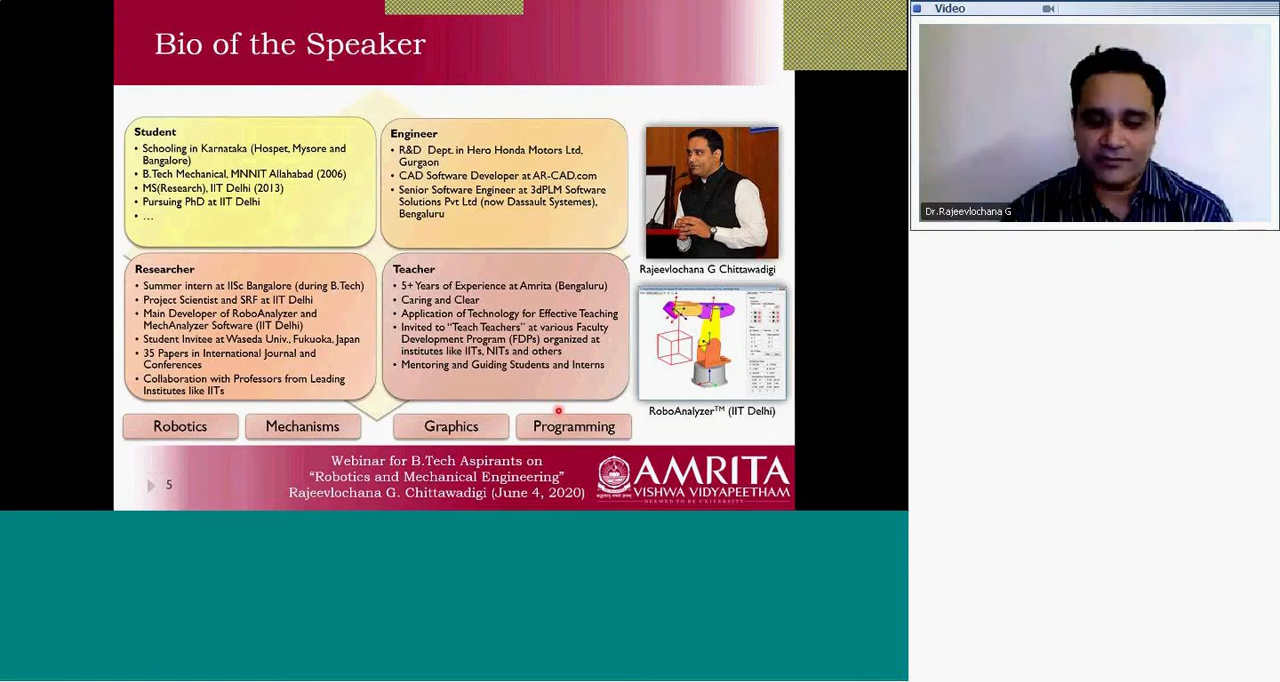 Bio of the Speaker
Video
Student
• Schooling in Karnataka (Hospet, Mysore and
Bangalore)
• B.Tech Mechanical, MNNIT Allahabad (2006)
• MS(Research), IIT Delhi (2013)
• Pursuing PhD at IIT Delhi
• ...
Engineer
• R&D Dept. in Hero Honda Motors Ltd,
Gurgaon
• CAD Software Developer at AR-CAD.com
• Senior Software Engineer at 3dPLM Software
Solutions Pvt Ltd (now Dassault Systemes),
Bengaluru
Dr.Rajeevlochana G
Rajeevlochana G Chittawadigi
Researcher
• Summer intern at IISc Bangalore (during B.Tech)
• Project Scientist and SRF at IIT Delhi
• Main Developer of RoboAnalyzer and
MechAnalyzer Software (IIT Delhi)
• Student Invitee at Waseda Univ., Fukuoka, Japan
• 35 Papers in International Journal and
Conferences
• Collaboration with Professors from Leading
Institutes like IITs
Teacher
• 5+ Years of Experience at Amrita (Bengaluru)
• Caring and Clear
• Application of Technology for Effective Teaching
• Invited to "Teach Teachers" at various Faculty
Development Program (FDPs) organized at
institutes like IITs, NITs and others
• Mentoring and Guiding Students and Interns
RoboAnalyzer™ (IIT Delhi)
Robotics
Mechanisms
Graphics
Programming
5
Webinar for B.Tech Aspirants on
"Robotics and Mechanical Engineering"
Rajeevlochana G. Chittawadigi (June 4, 2020)
AMRITA
VISHWA VIDYAPEETHAM
DEEMED TO BE UNIVERSITY